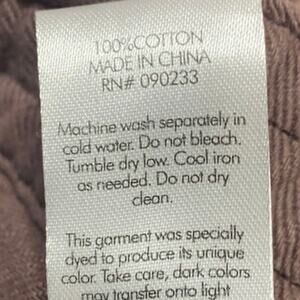 100%COTTON
MADE IN CHINA
RN# 090233
Machine wash separately in
cold water. Do not bleach.
Tumble dry low. Cool iron
as needed. Do not dry
clean.
This garment was specially
dyed to produce its unique
color. Take care, dark colors
may transfer onto light